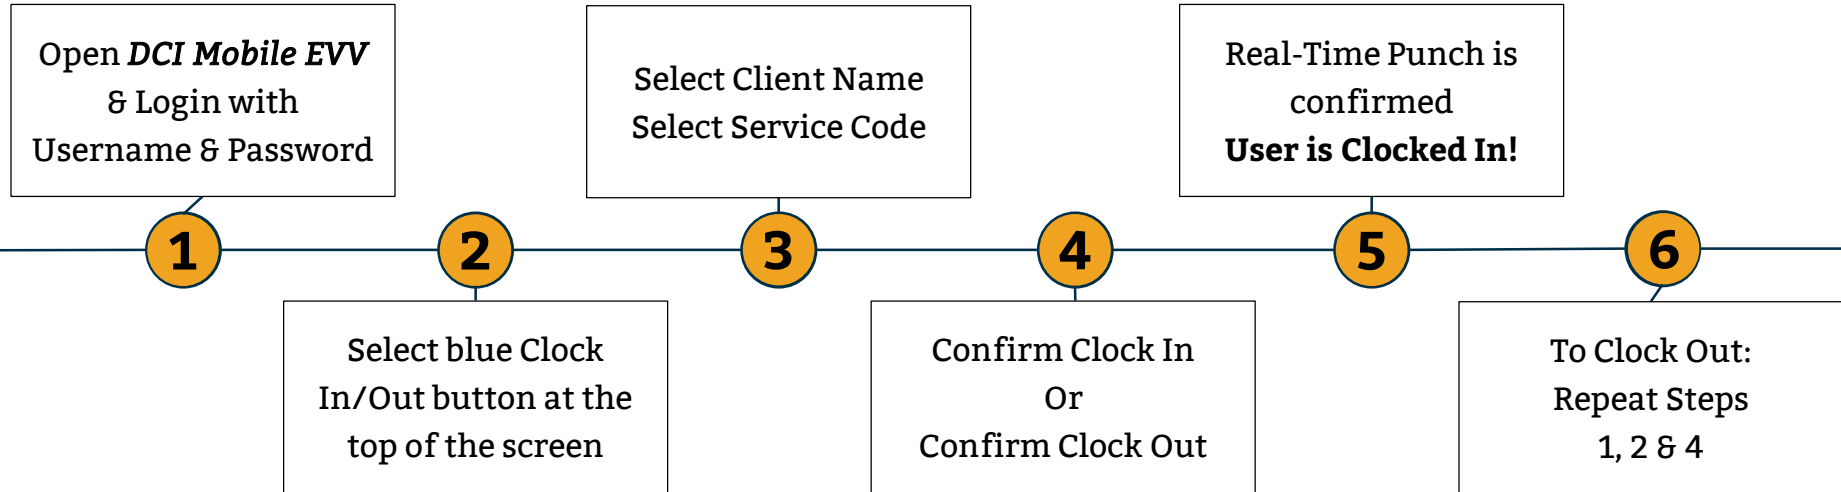 Open DCI Mobile EVV
& Login with
Username & Password
1
2
Select blue Clock
In/Out button at the
top of the screen
3
Select Client Name
Select Service Code
4
Confirm Clock In
Or
Confirm Clock Out
5
Real-Time Punch is
confirmed
User is Clocked In!
6
To Clock Out:
Repeat Steps
1, 2 & 4